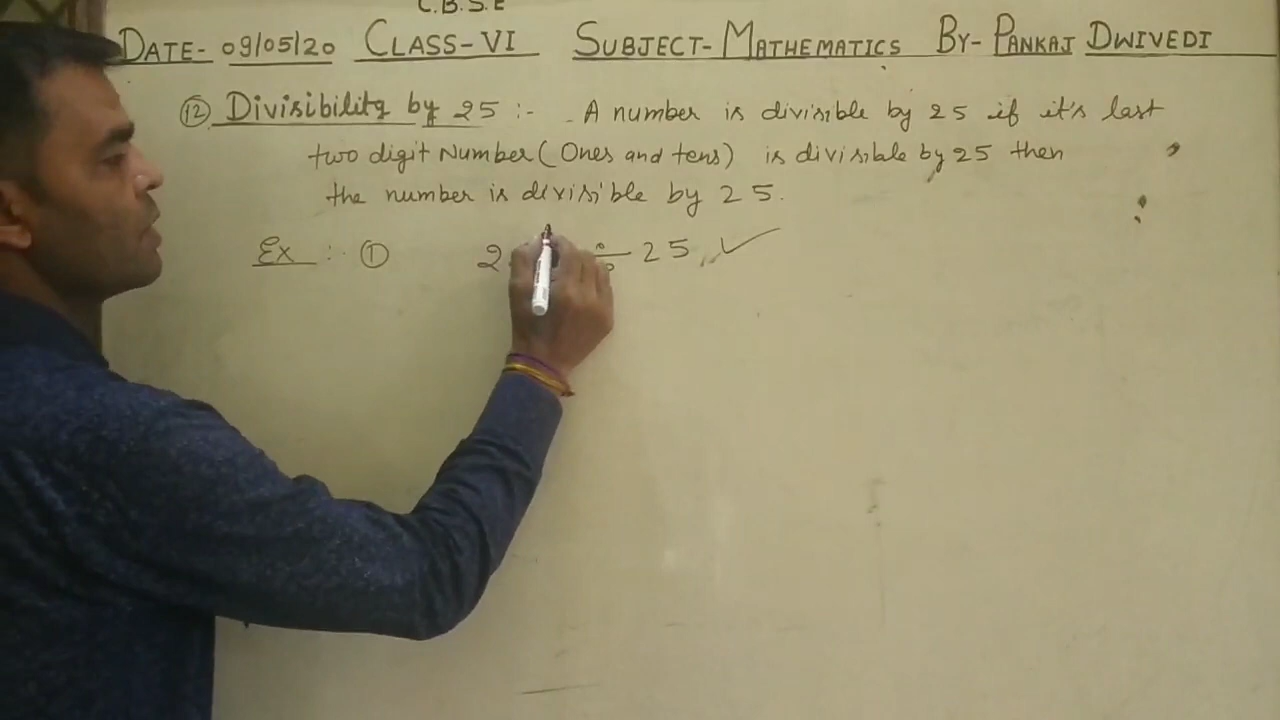 C.B.S.E
DATE- 09/05/20 CLASS-VI SUBJECT- MATHEMATICS BY- PANKAJ DWIVEDI
⑫ Divisibility by 25 :- A number is divisible by 25 if it's last
two digit Number (Ones and tens) is divisible by 25 then
the number is divisible by 25.
Ex :- ① 2 ÷ 25 ✓